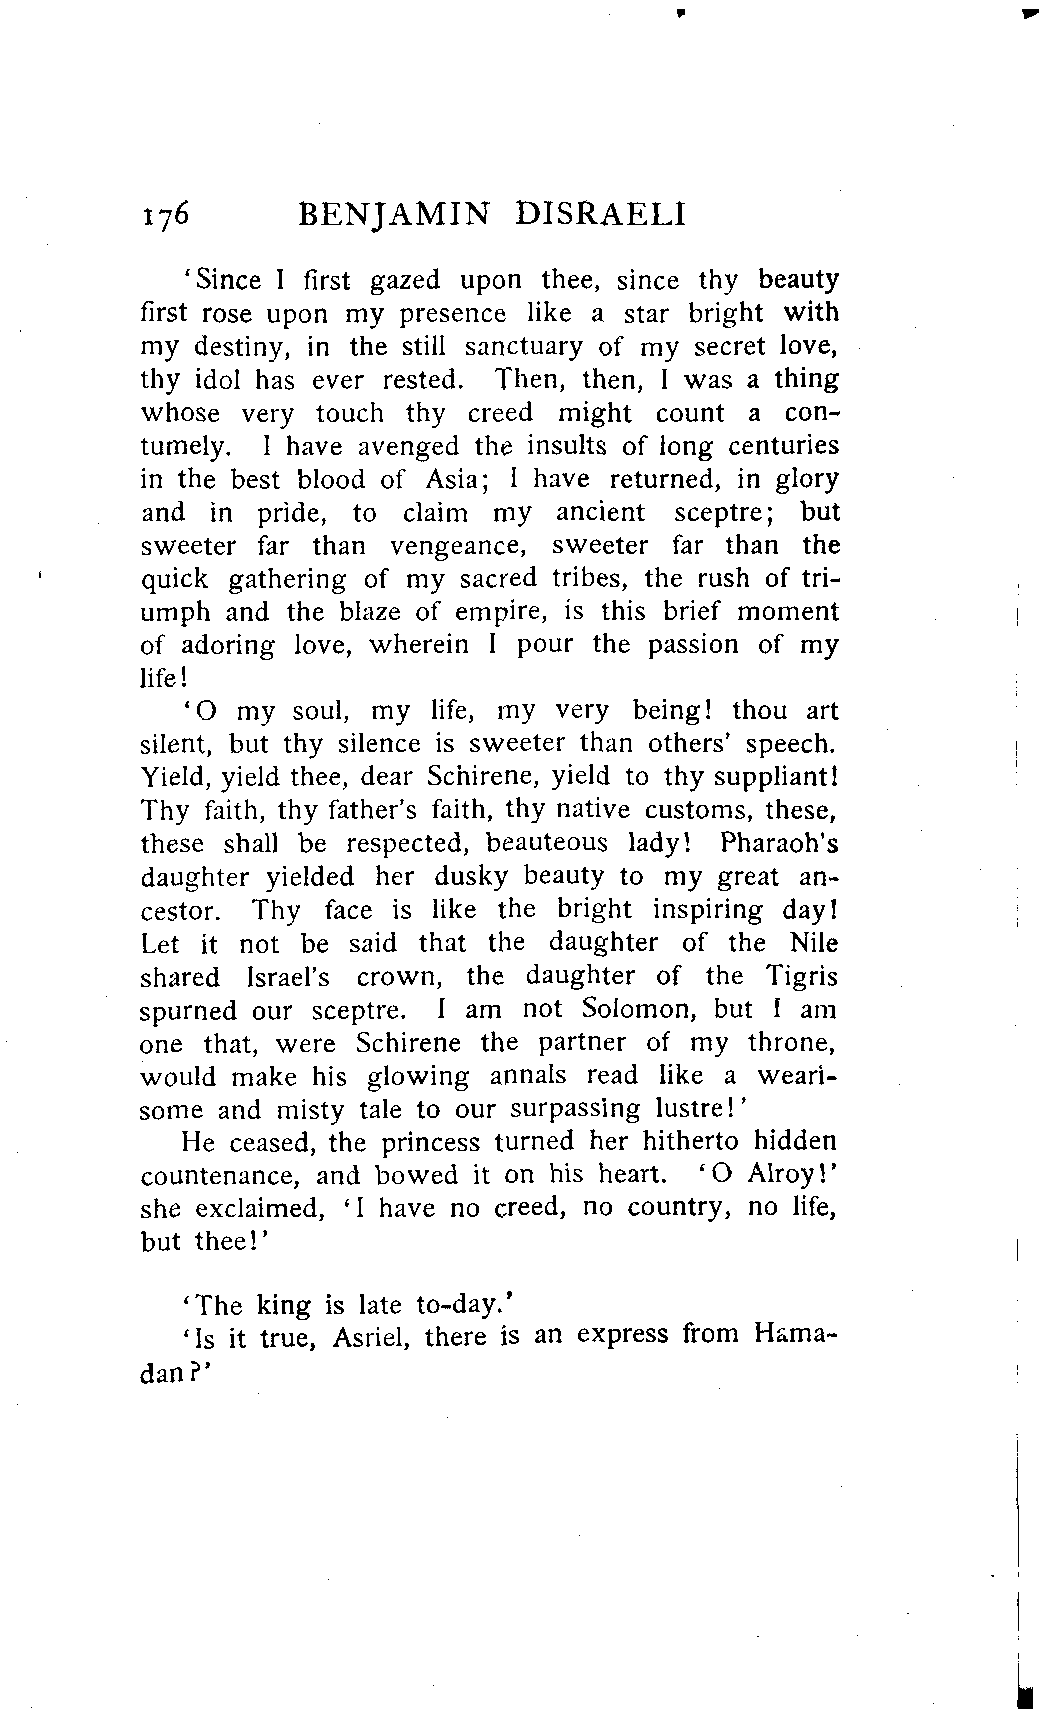 176 BENJAMIN DISRAELI
‘Since I first gazed upon thee, since thy beauty
first rose upon my presence like a star bright with
my destiny, in the still sanctuary of my secret love,
thy idol has ever rested. Then, then, I was a thing
whose very touch thy creed might count a con-
tumely. I have avenged the insults of long centuries
in the best blood of Asia; I have returned, in glory
and in pride, to claim my ancient sceptre; but
sweeter far than vengeance, sweeter far than the
quick gathering of my sacred tribes, the rush of tri-
umph and the blaze of empire, is this brief moment
of adoring love, wherein I pour the passion of my
life!
‘O my soul, my life, my very being! thou art
silent, but thy silence is sweeter than others’ speech.
Yield, yield thee, dear Schirene, yield to thy suppliant!
Thy faith, thy father’s faith, thy native customs, these,
these shall be respected, beauteous lady! Pharaoh’s
daughter yielded her dusky beauty to my great an-
cestor. Thy face is like the bright inspiring day!
Let it not be said that the daughter of the Nile
shared Israel’s crown, the daughter of the Tigris
spurned our sceptre. I am not Solomon, but I am
one that, were Schirene the partner of my throne,
would make his glowing annals read like a weari-
some and misty tale to our surpassing lustre!’
He ceased, the princess turned her hitherto hidden
countenance, and bowed it on his heart. ‘O Alroy!’
she exclaimed, ‘I have no creed, no country, no life,
but thee!’
‘The king is late to-day.’
‘Is it true, Asriel, there is an express from Hama-
dan?’